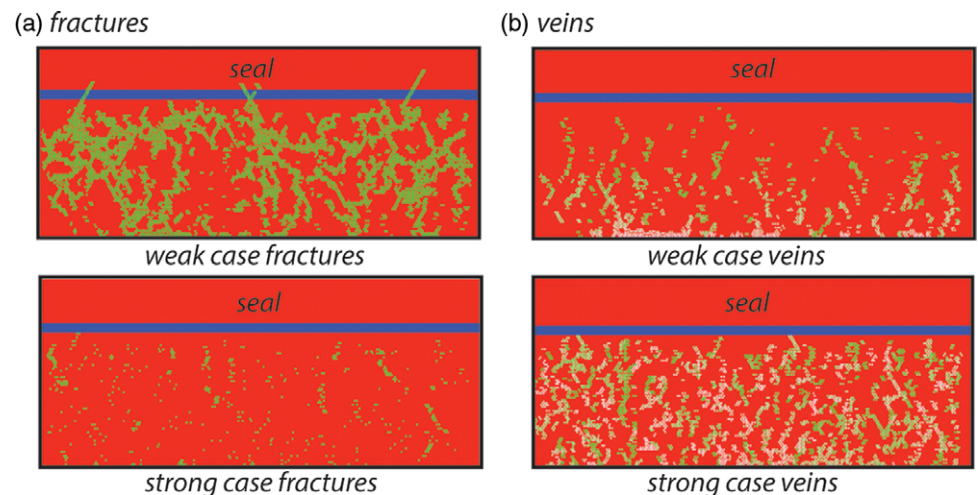 (a) fractures
(b) veins
seal
seal
weak case fractures
weak case veins
seal
seal
strong case fractures
strong case veins